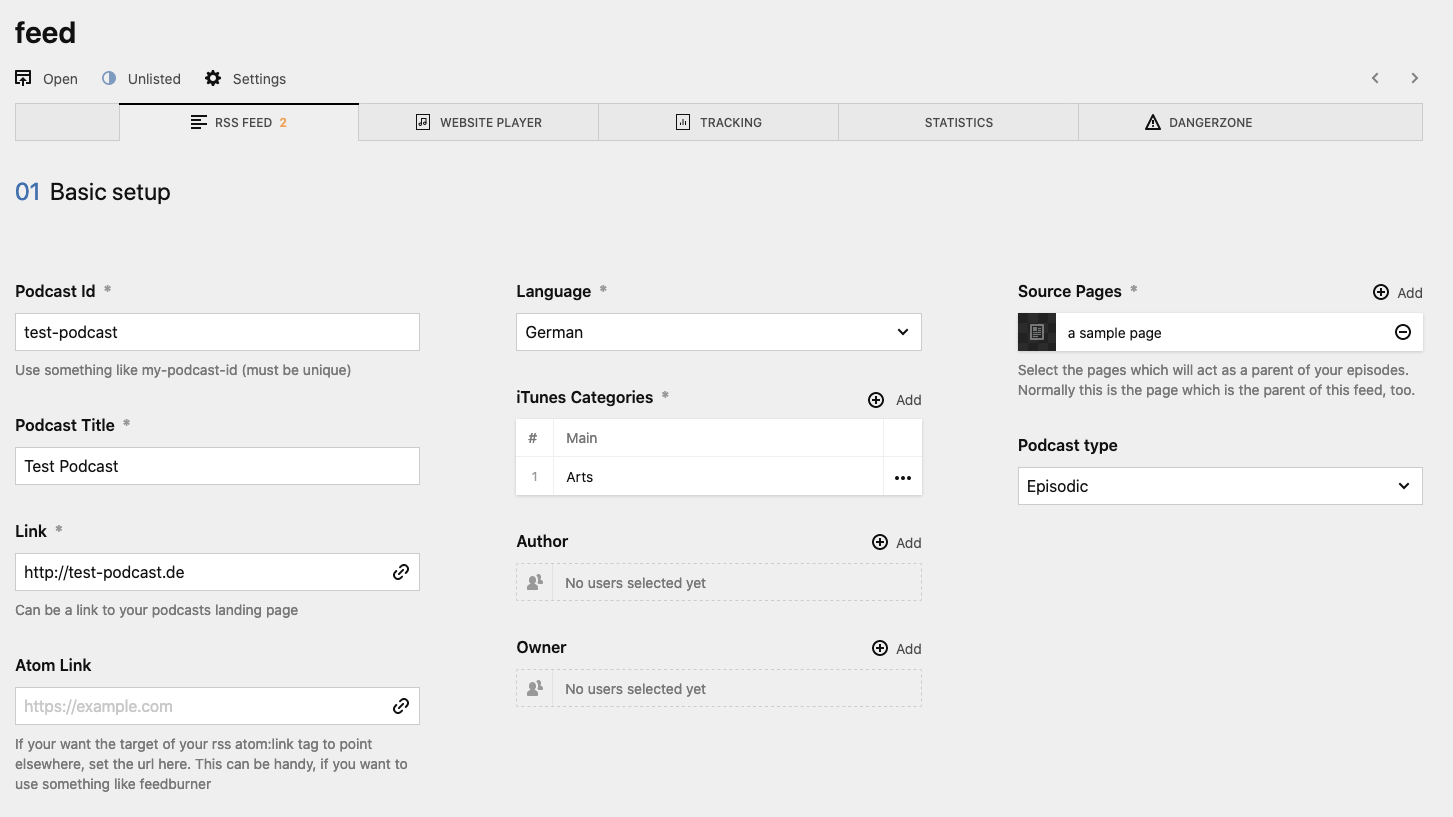 feed
Open Unlisted Settings
RSS FEED 2 WEBSITE PLAYER TRACKING STATISTICS DANGERZONE
01 Basic setup
Podcast Id *
test-podcast
Use something like my-podcast-id (must be unique)
Podcast Title *
Test Podcast
Link *
http://test-podcast.de
Can be a link to your podcasts landing page
Atom Link
https://example.com
If your want the target of your rss atom:link tag to point
elsewhere, set the url here. This can be handy, if you want to
use something like feedburner
Language *
German
iTunes Categories * Add
# Main
1 Arts
Author Add
No users selected yet
Owner Add
No users selected yet
Source Pages * Add
a sample page
Select the pages which will act as a parent of your episodes.
Normally this is the page which is the parent of this feed, too.
Podcast type
Episodic